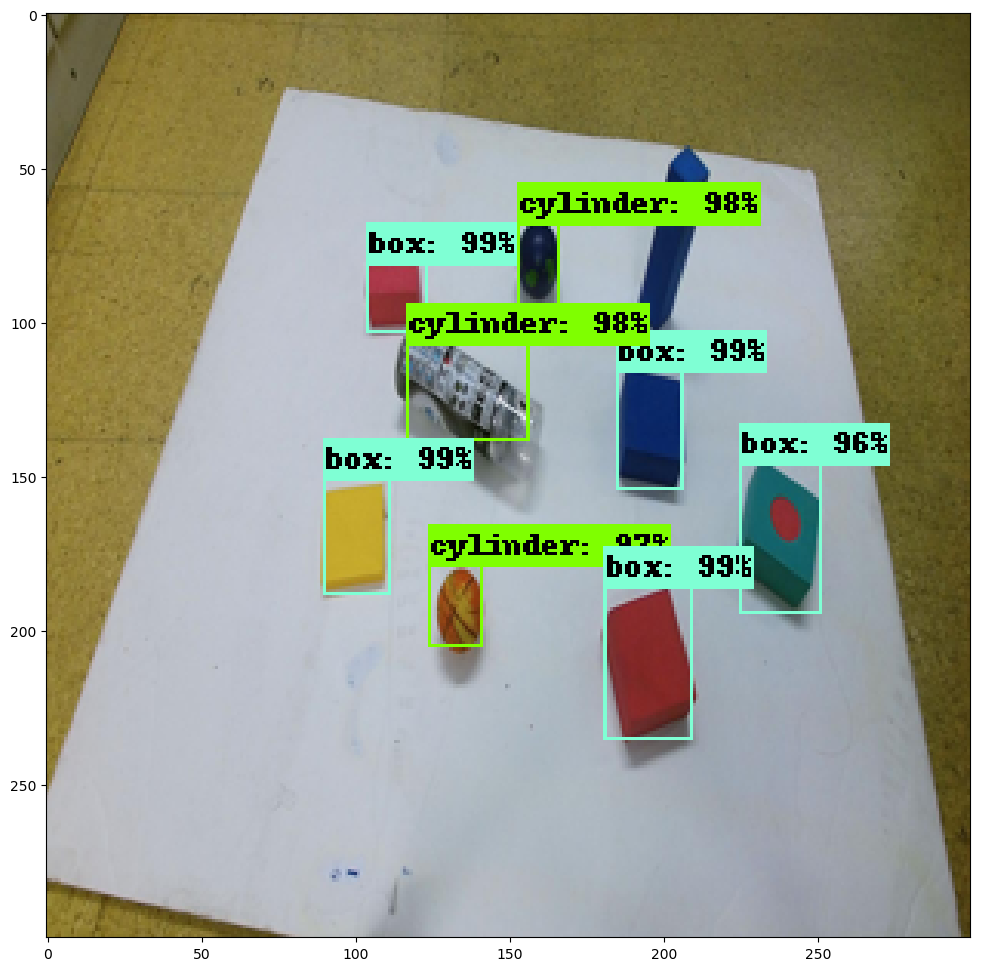 0
50
100
150
200
250
cylinder: 98%
box: 99%
cylinder: 98%
box: 99%
box: 96%
box: 99%
cylinder: 97%
box: 99%
0 50 100 150 200 250